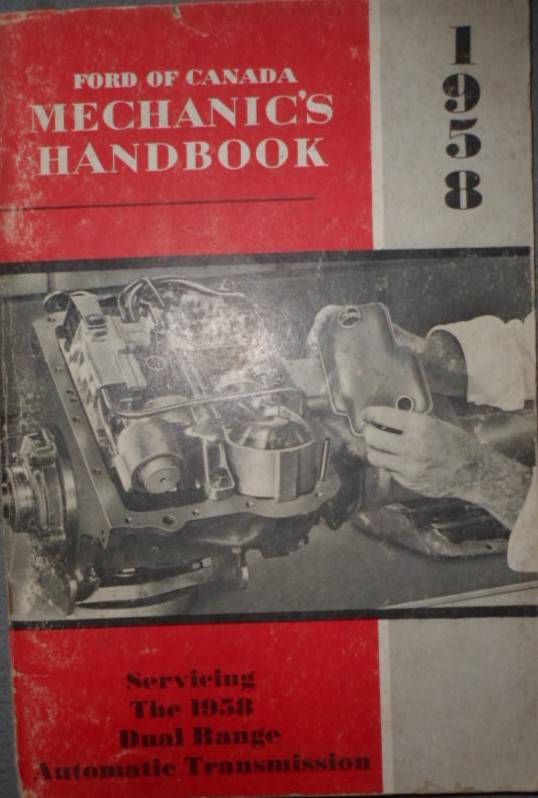 FORD OF CANADA
MECHANIC'S
HANDBOOK
1958
Servicing
The 1958
Dual Range
Automatic Transmission